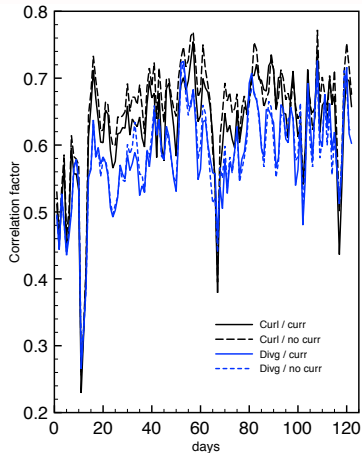 0.8
0.7
0.6
0.5
0.4
0.3
0.2
Correlation factor
Curl / curr
Curl / no curr
Divg / curr
Divg / no curr
0 20 40 60 80 100 120
days